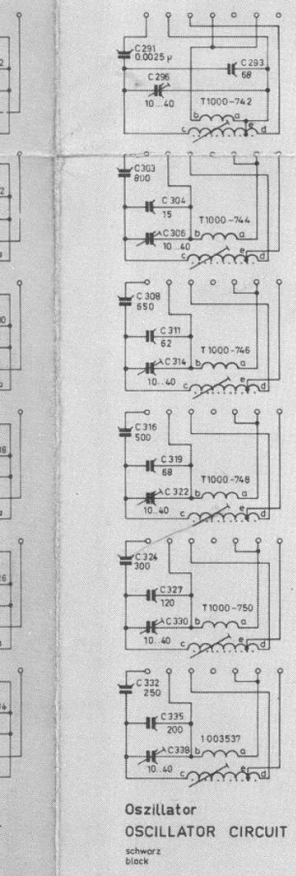 C291
0.0025 µ
C293
68
C296
10...40
T1000-742
b a
c e d
C303
800
C304
15
T1000-744
C306
10...40
b a
c e d
C308
650
C311
62
T1000-746
C314
10...40
b a
c e d
C316
500
C319
68
T1000-748
C322
10...40
b a
c e d
C324
300
C327
120
T1000-750
C330
10...40
b a
c e d
C332
250
C335
200
1003537
C338
10...40
b a
c e d
Oszillator
OSCILLATOR CIRCUIT
schwarz
black